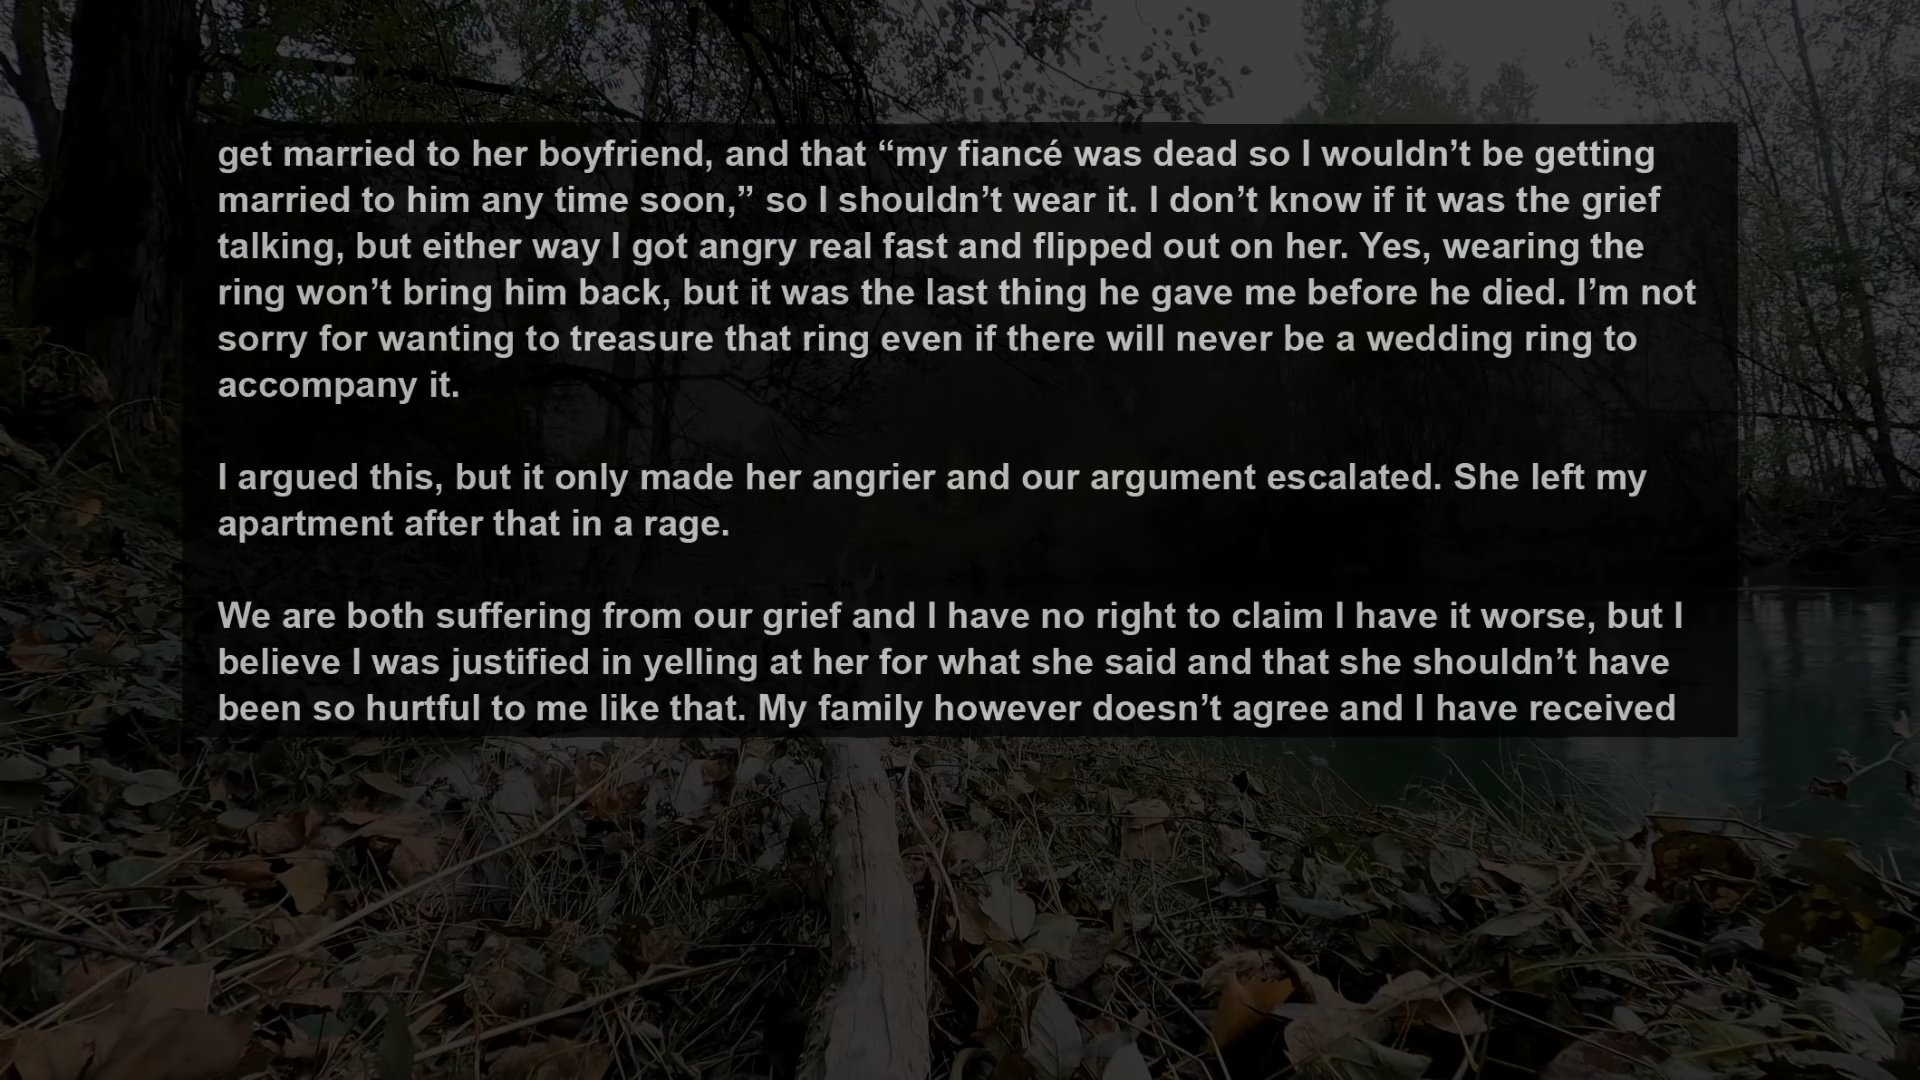 get married to her boyfriend, and that “my fiancé was dead so I wouldn’t be getting
married to him any time soon,” so I shouldn’t wear it. I don’t know if it was the grief
talking, but either way I got angry real fast and flipped out on her. Yes, wearing the
ring won’t bring him back, but it was the last thing he gave me before he died. I’m not
sorry for wanting to treasure that ring even if there will never be a wedding ring to
accompany it.
I argued this, but it only made her angrier and our argument escalated. She left my
apartment after that in a rage.
We are both suffering from our grief and I have no right to claim I have it worse, but I
believe I was justified in yelling at her for what she said and that she shouldn’t have
been so hurtful to me like that. My family however doesn’t agree and I have received